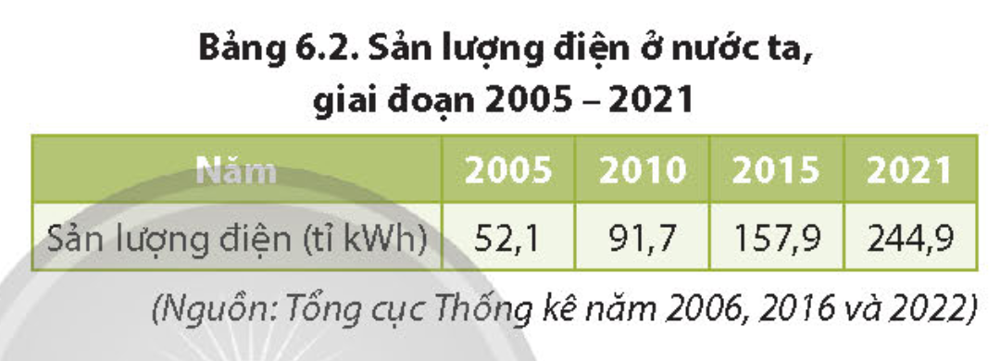 Bảng 6.2. Sản lượng điện ở nước ta,
giai đoạn 2005 – 2021
Năm 2005 2010 2015 2021
Sản lượng điện (tỉ kWh) 52,1 91,7 157,9 244,9
(Nguồn: Tổng cục Thống kê năm 2006, 2016 và 2022)